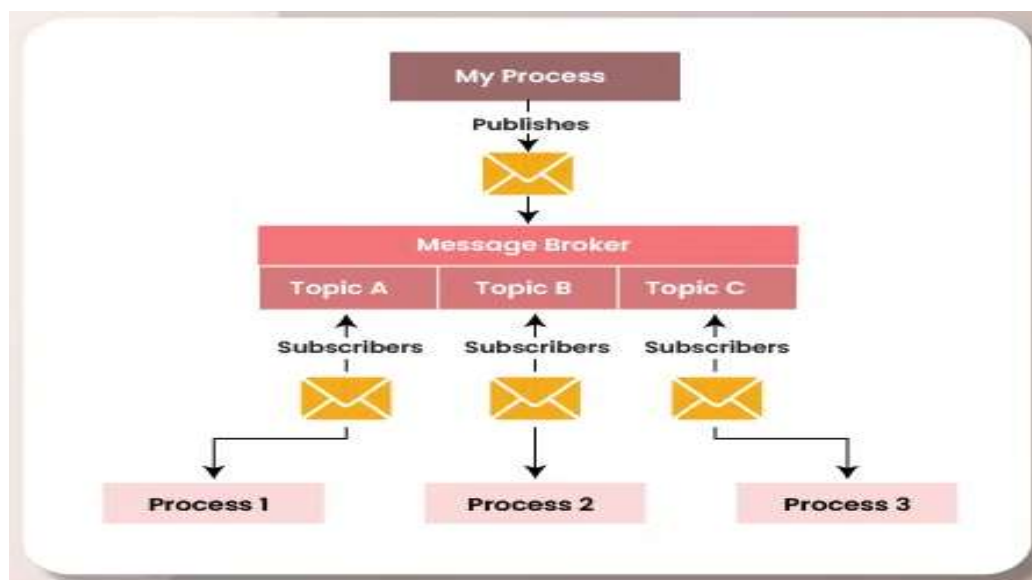 My Process
Publishes
Message Broker
Topic A Topic B Topic C
Subscribers Subscribers Subscribers
Process 1 Process 2 Process 3